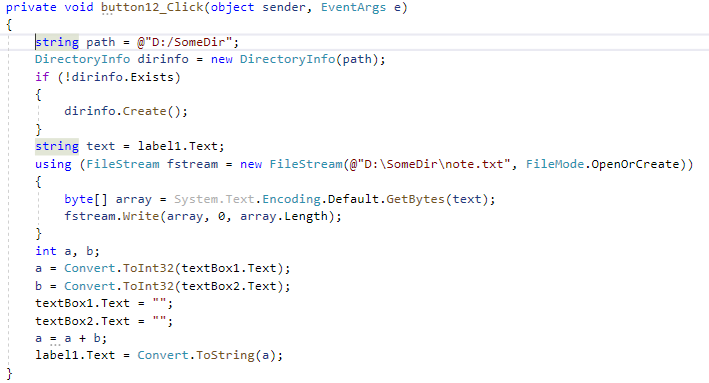 private void button12_Click(object sender, EventArgs e)
{
string path = @"D:/SomeDir";
DirectoryInfo dirinfo = new DirectoryInfo(path);
if (!dirinfo.Exists)
{
dirinfo.Create();
}
string text = label1.Text;
using (FileStream fstream = new FileStream(@"D:\SomeDir\note.txt", FileMode.OpenOrCreate))
{
byte[] array = System.Text.Encoding.Default.GetBytes(text);
fstream.Write(array, 0, array.Length);
}
int a, b;
a = Convert.ToInt32(textBox1.Text);
b = Convert.ToInt32(textBox2.Text);
textBox1.Text = "";
textBox2.Text = "";
a = a + b;
label1.Text = Convert.ToString(a);
}